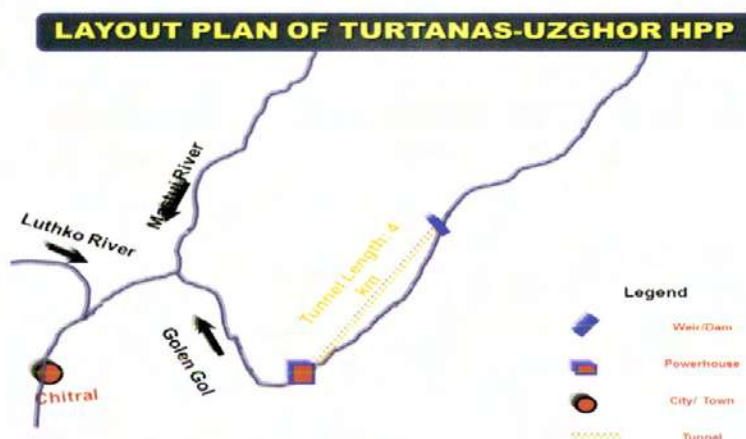 LAYOUT PLAN OF TURTANAS-UZGHOR HPP
Mastuj River
Luthko River
Tunnel Length: 4
km
Golen Gol
Chitral
Legend
Weir/Dam
Powerhouse
City/ Town
Tunnel